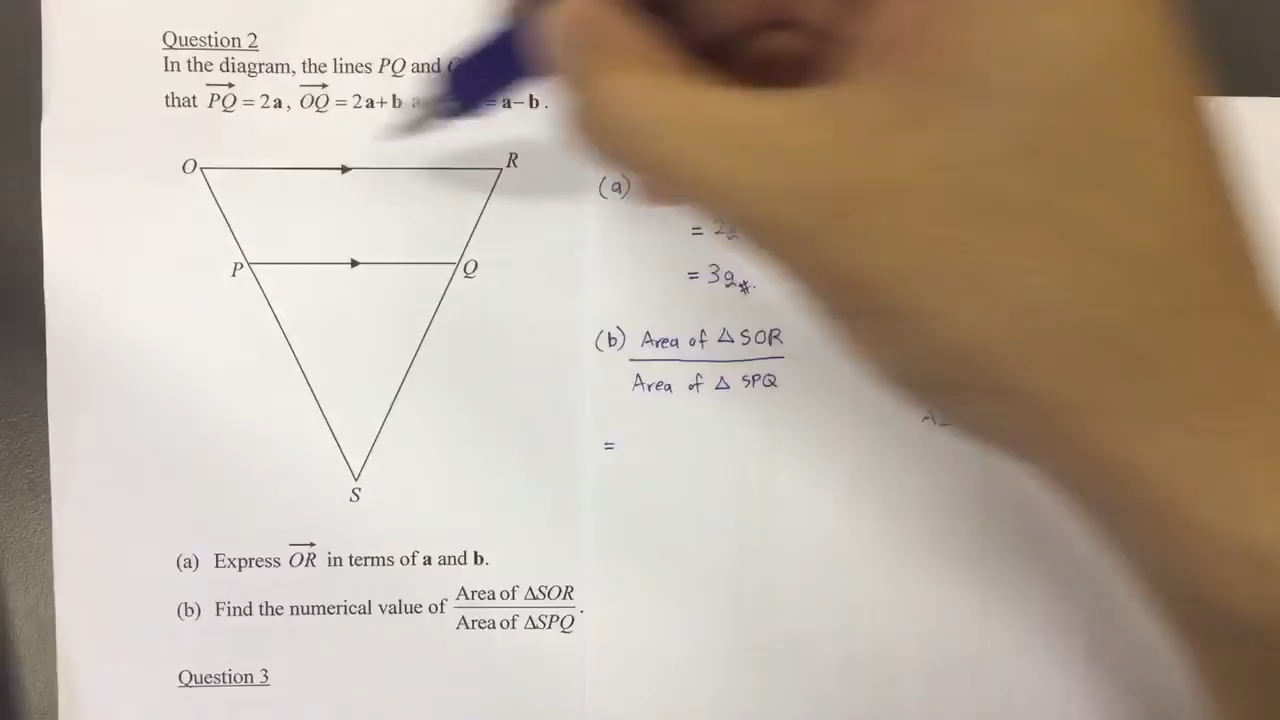 Question 2
In the diagram, the lines PQ and
that PQ = 2a, OQ = 2a+b = a−b.
O
R
P
Q
S
(a)
= 2
= 3a
(b) Area of △SOR
Area of △ SPQ
=
(a) Express OR in terms of a and b.
(b) Find the numerical value of Area of ΔSOR
Area of ΔSPQ .
Question 3